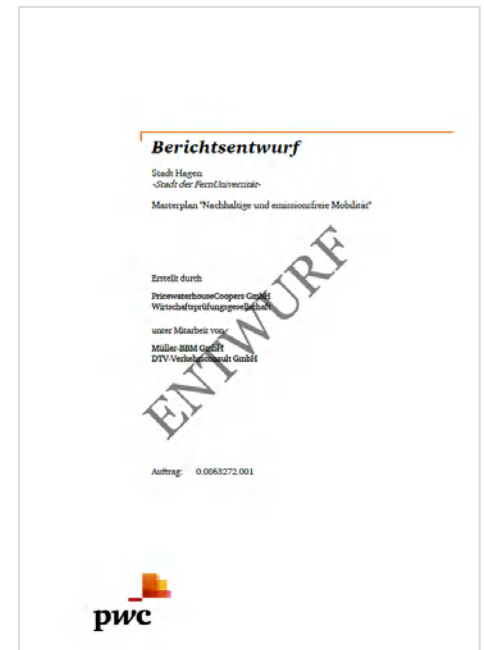 Berichtsentwurf
Stadt Hagen
-Stadt der FernUniversität-
Masterplan "Nachhaltige und emissionsfreie Mobilität"
Erstellt durch
PricewaterhouseCoopers GmbH
Wirtschaftsprüfungsgesellschaft
unter Mitarbeit von
Müller-BBM GmbH
DTV-Verkehrsconsult GmbH
ENTWURF
Auftrag: 0.0863272.001
pwc